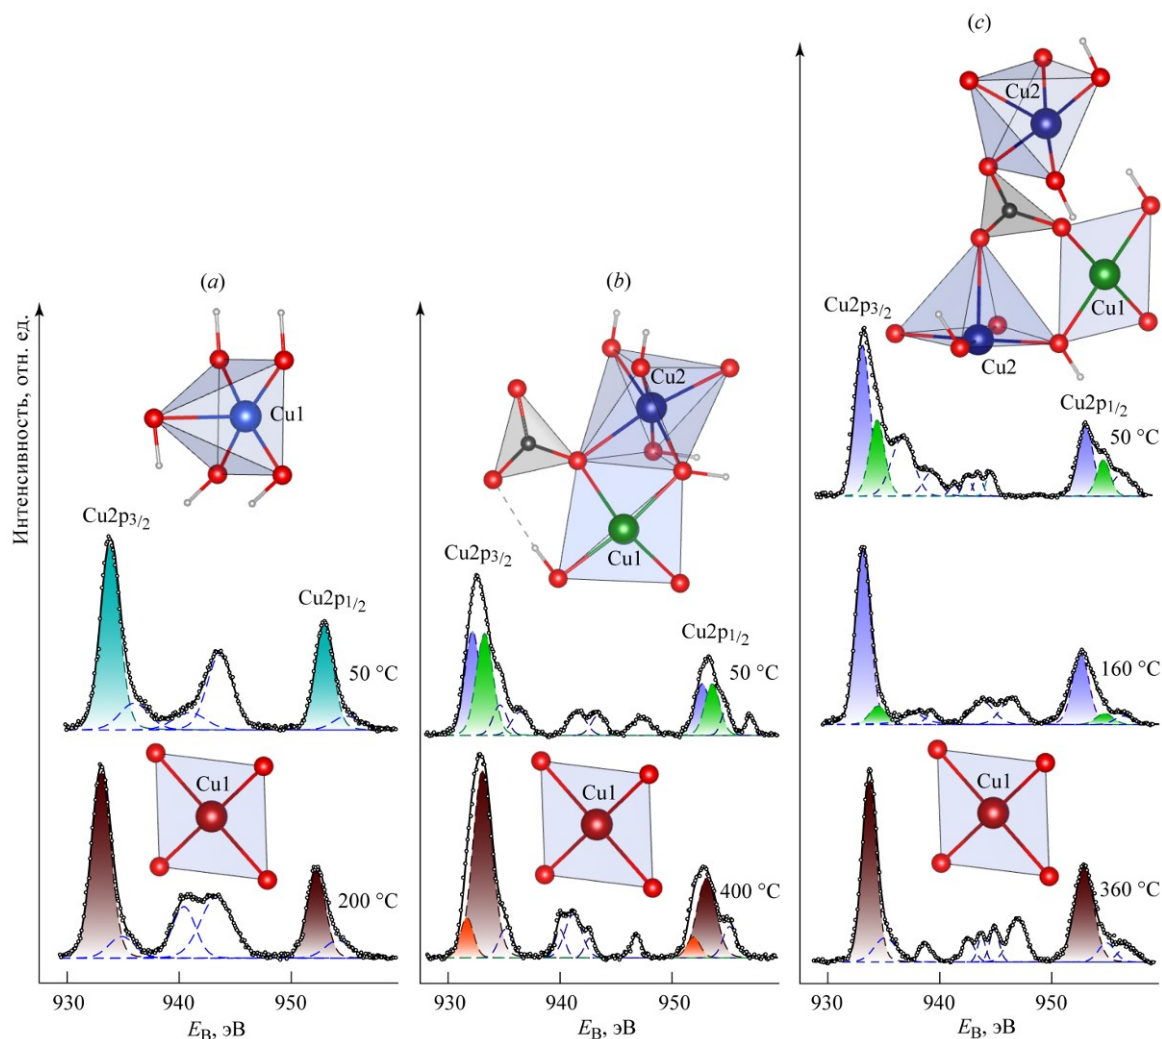 (c)
Cu2
Cu2p3/2
Cu1
Cu2
Cu2p1/2
50 °C
160 °C
Cu1
360 °C
930 940 950
EB, эВ
(a)
Интенсивность, отн. ед.
Cu1
Cu2p3/2
Cu2p1/2
50 °C
Cu1
200 °C
930 940 950
EB, эВ
(b)
Cu2
Cu1
Cu2p3/2
Cu2p1/2
50 °C
Cu1
400 °C
930 940 950
EB, эВ